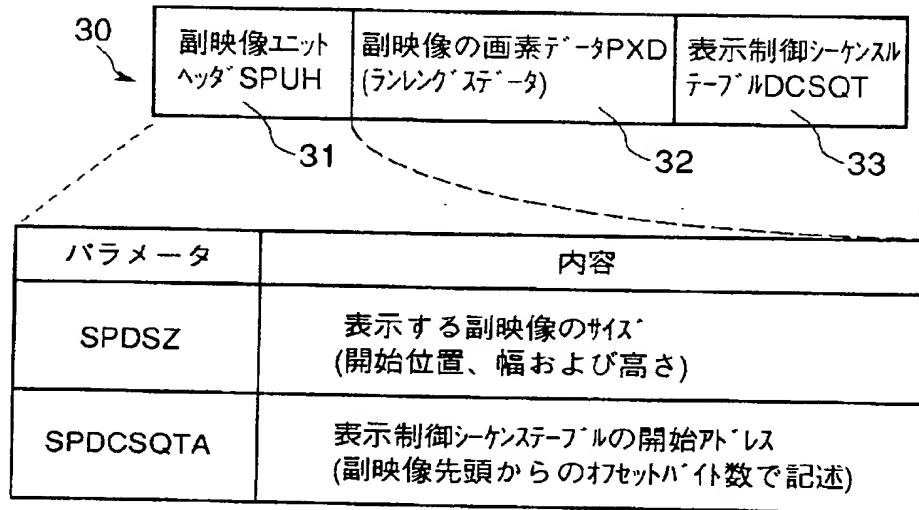 30
副映像ユニット
ヘッダSPUH
副映像の画素データPXD
(ランレングスデータ)
表示制御シーケンスル
テーブルDCSQT
31
32
33
パラメータ
内容
SPDSZ
表示する副映像のサイズ
(開始位置、幅および高さ)
SPDCSQTA
表示制御シーケンステーブルの開始アドレス
(副映像先頭からのオフセットバイト数で記述)